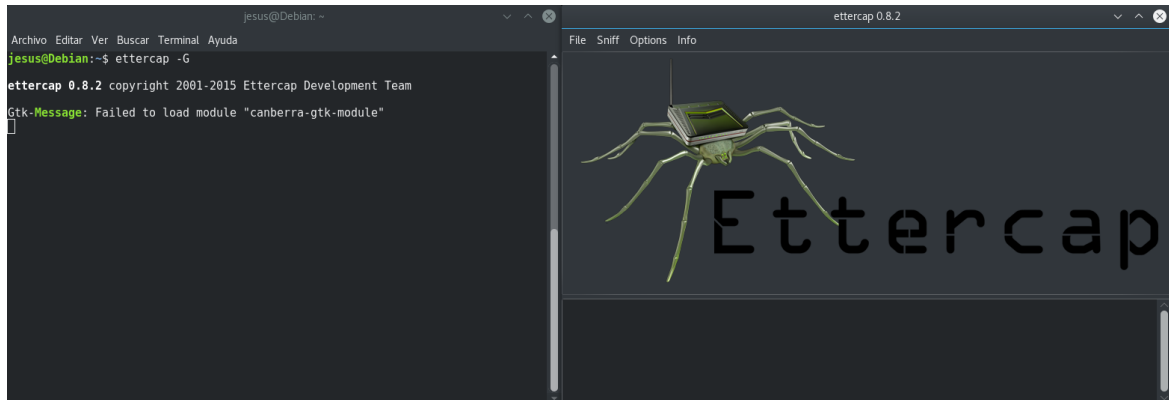 jesus@Debian: ~
Archivo Editar Ver Buscar Terminal Ayuda
jesus@Debian:~$ ettercap -G
ettercap 0.8.2 copyright 2001-2015 Ettercap Development Team
Gtk-Message: Failed to load module "canberra-gtk-module"
ettercap 0.8.2
File Sniff Options Info
Ettercap